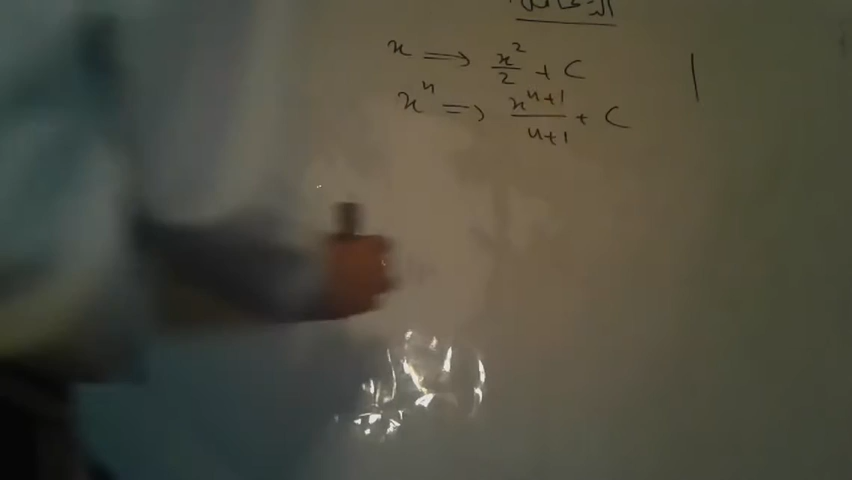 x ⟹ x²/2 + C
xⁿ ⟹ xⁿ⁺¹/n+1 + C